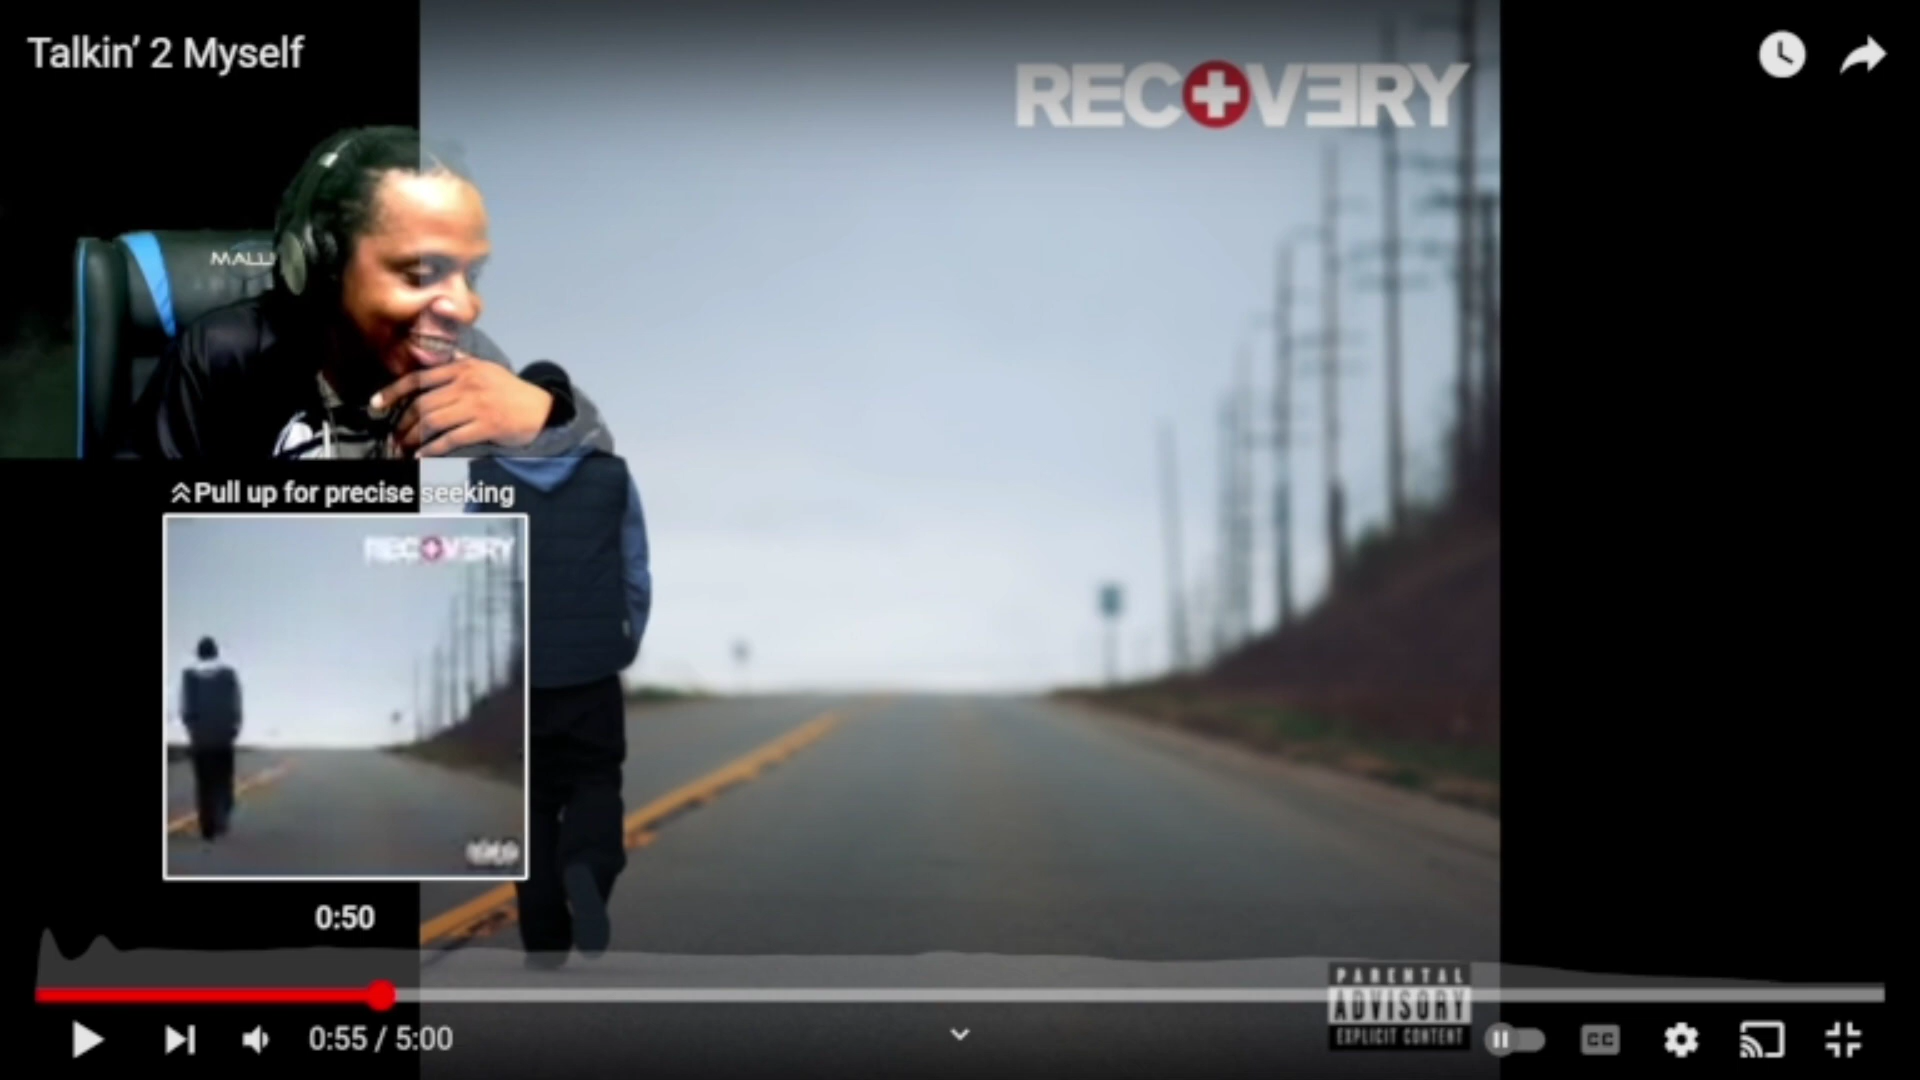 Talkin’ 2 Myself
RECOVERY
MALL
Pull up for precise seeking
RECOVERY
0:50
PARENTAL
ADVISORY
EXPLICIT CONTENT
0:55 / 5:00
CC